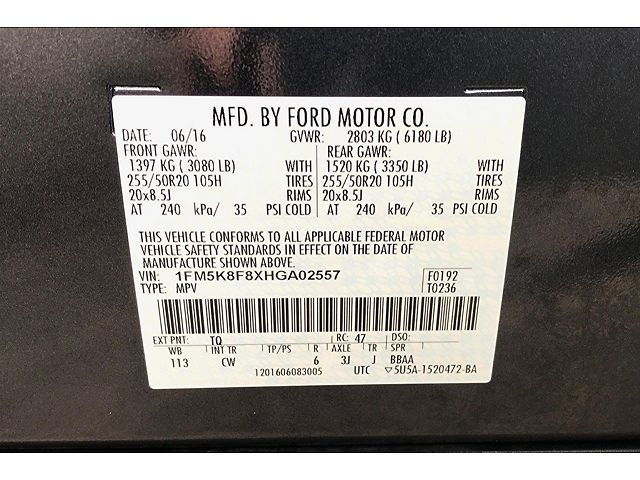 MFD. BY FORD MOTOR CO.
DATE: 06/16 GVWR: 2803 KG ( 6180 LB)
FRONT GAWR: REAR GAWR:
1397 KG ( 3080 LB) WITH 1520 KG ( 3350 LB) WITH
255/50R20 105H TIRES 255/50R20 105H TIRES
20x8.5J RIMS 20x8.5J RIMS
AT 240 kPa/ 35 PSI COLD AT 240 kPa/ 35 PSI COLD
THIS VEHICLE CONFORMS TO ALL APPLICABLE FEDERAL MOTOR
VEHICLE SAFETY STANDARDS IN EFFECT ON THE DATE OF
MANUFACTURE SHOWN ABOVE.
VIN: 1FM5K8F8XHGA02557 F0192
TYPE: MPV T0236
EXT PNT: TQ RC: 47 DSO:
WB INT TR TP/PS R AXLE TR SPR
113 CW 6 3J J BBAA
1201606083005 UTC ▽5U5A-1520472-BA